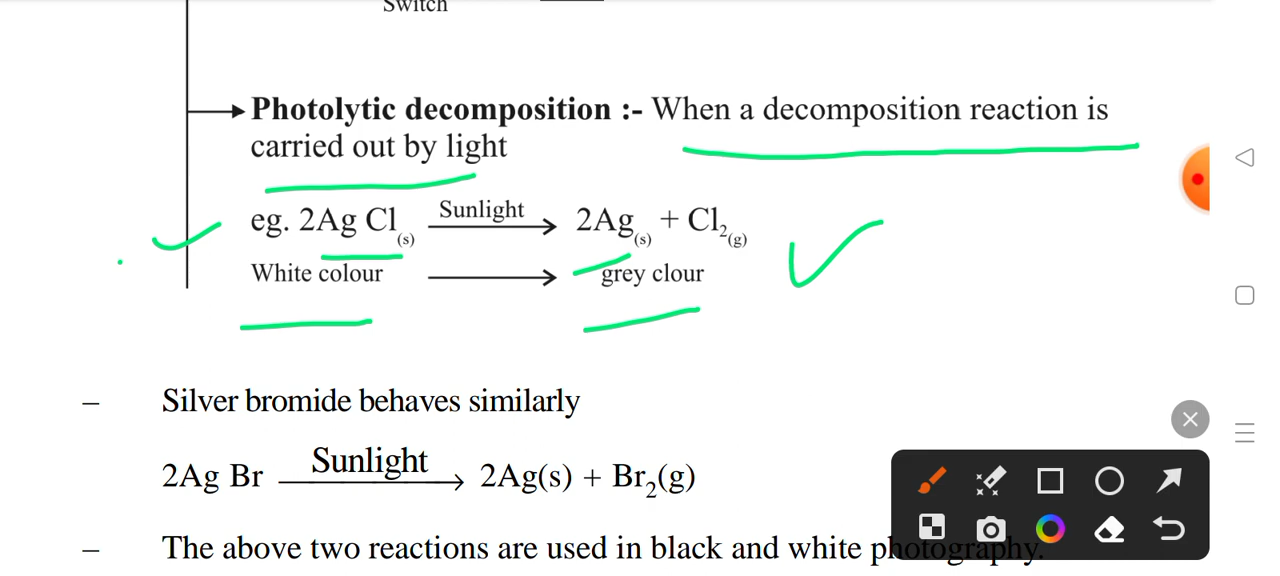 Switch
Photolytic decomposition :- When a decomposition reaction is
carried out by light
eg. 2Ag Cl(s) Sunlight → 2Ag(s) + Cl₂(g)
White colour → grey clour
– Silver bromide behaves similarly
2Ag Br Sunlight → 2Ag(s) + Br₂(g)
– The above two reactions are used in black and white photography.